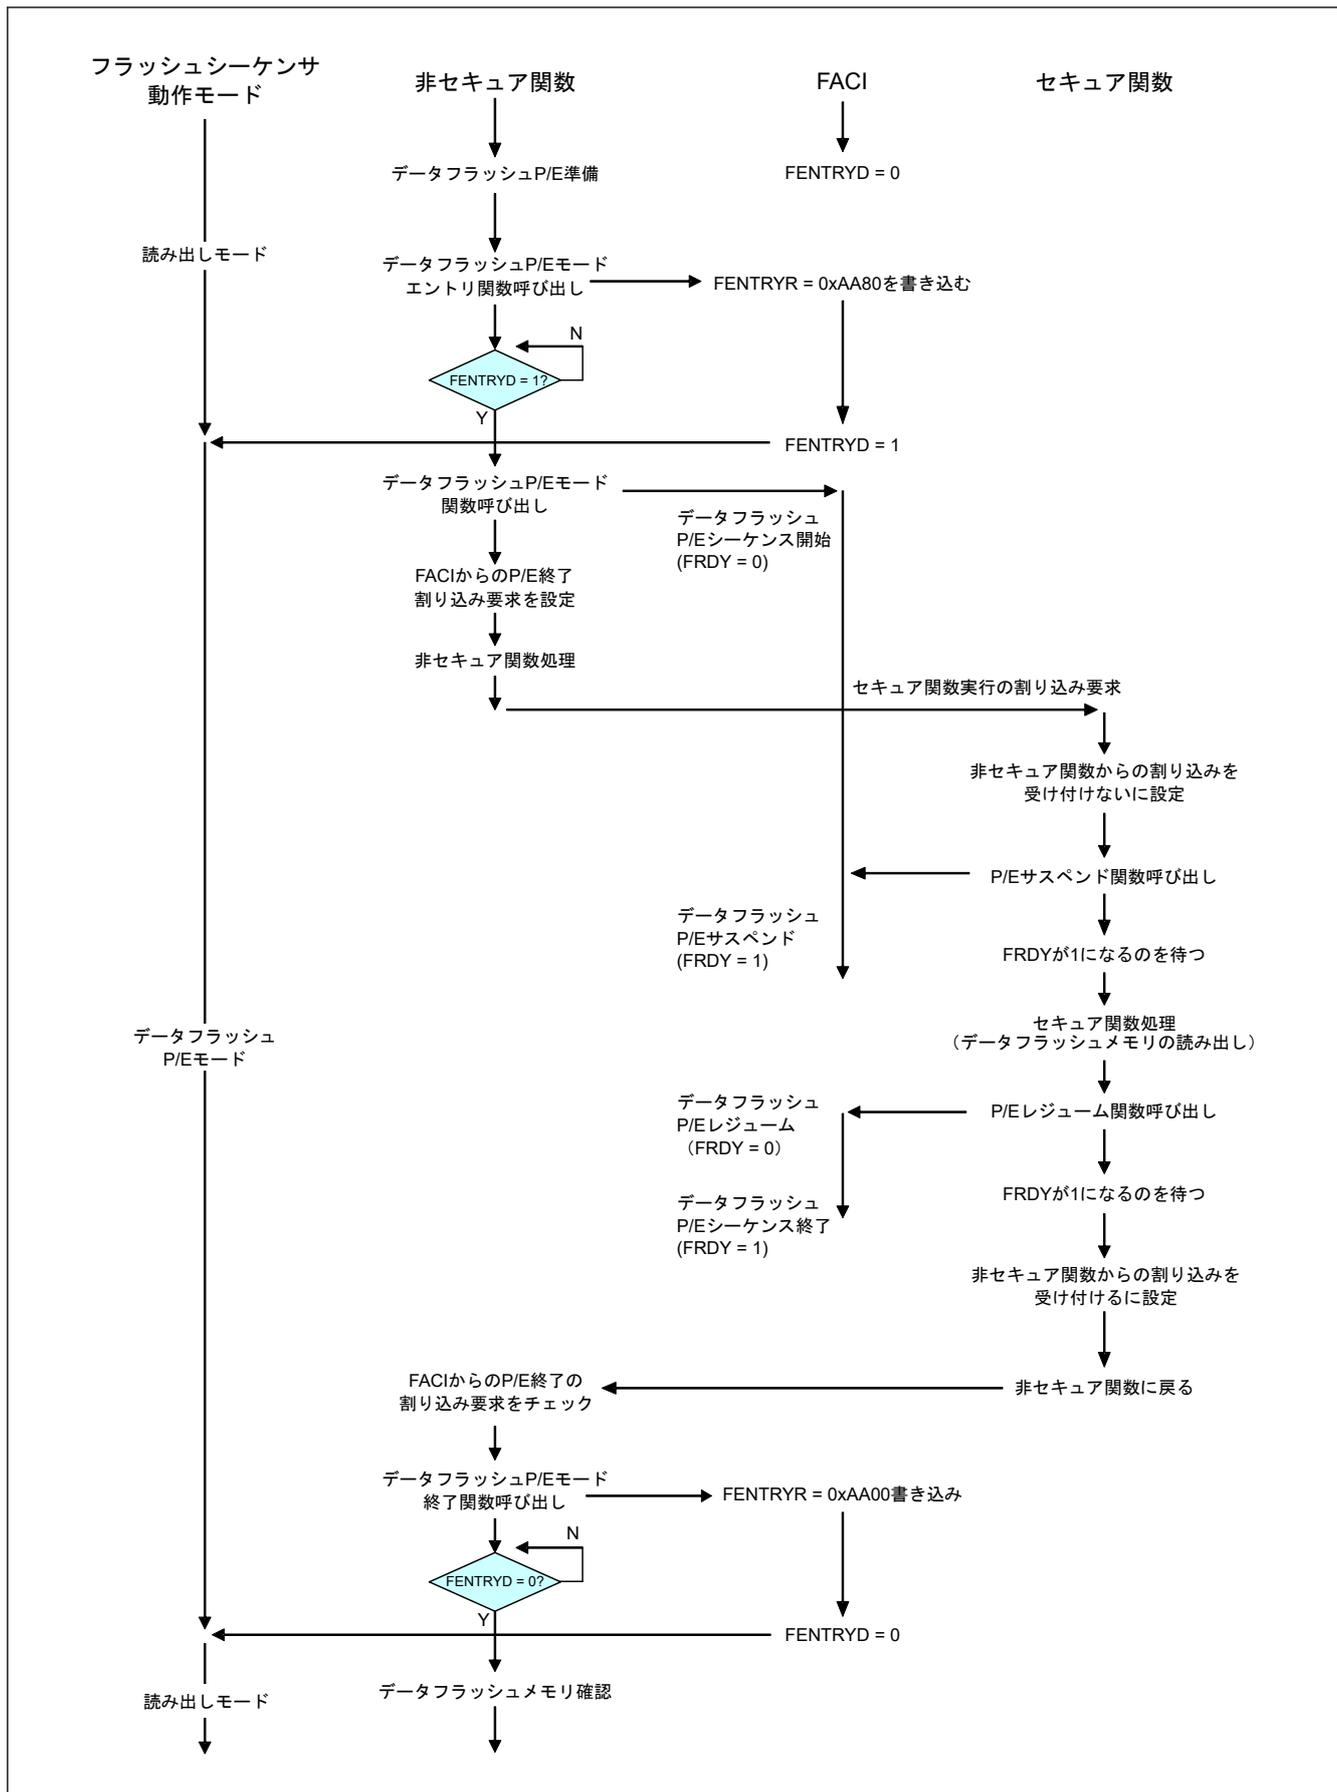 フラッシュシーケンサ
動作モード
非セキュア関数
FACI
セキュア関数
データフラッシュP/E準備
FENTRYD = 0
読み出しモード
データフラッシュP/Eモード
エントリ関数呼び出し
FENTRYR = 0xAA80を書き込む
N
FENTRYD = 1?
Y
FENTRYD = 1
データフラッシュP/Eモード
関数呼び出し
データフラッシュ
P/Eシーケンス開始
(FRDY = 0)
FACIからのP/E終了
割り込み要求を設定
非セキュア関数処理
セキュア関数実行の割り込み要求
非セキュア関数からの割り込みを
受け付けないに設定
P/Eサスペンド関数呼び出し
データフラッシュ
P/Eサスペンド
(FRDY = 1)
FRDYが1になるのを待つ
セキュア関数処理
（データフラッシュメモリの読み出し）
データフラッシュ
P/Eモード
P/Eレジューム関数呼び出し
データフラッシュ
P/Eレジューム
（FRDY = 0）
FRDYが1になるのを待つ
データフラッシュ
P/Eシーケンス終了
(FRDY = 1)
非セキュア関数からの割り込みを
受け付けるに設定
非セキュア関数に戻る
FACIからのP/E終了の
割り込み要求をチェック
データフラッシュP/Eモード
終了関数呼び出し
FENTRYR = 0xAA00書き込み
N
FENTRYD = 0?
Y
FENTRYD = 0
読み出しモード
データフラッシュメモリ確認